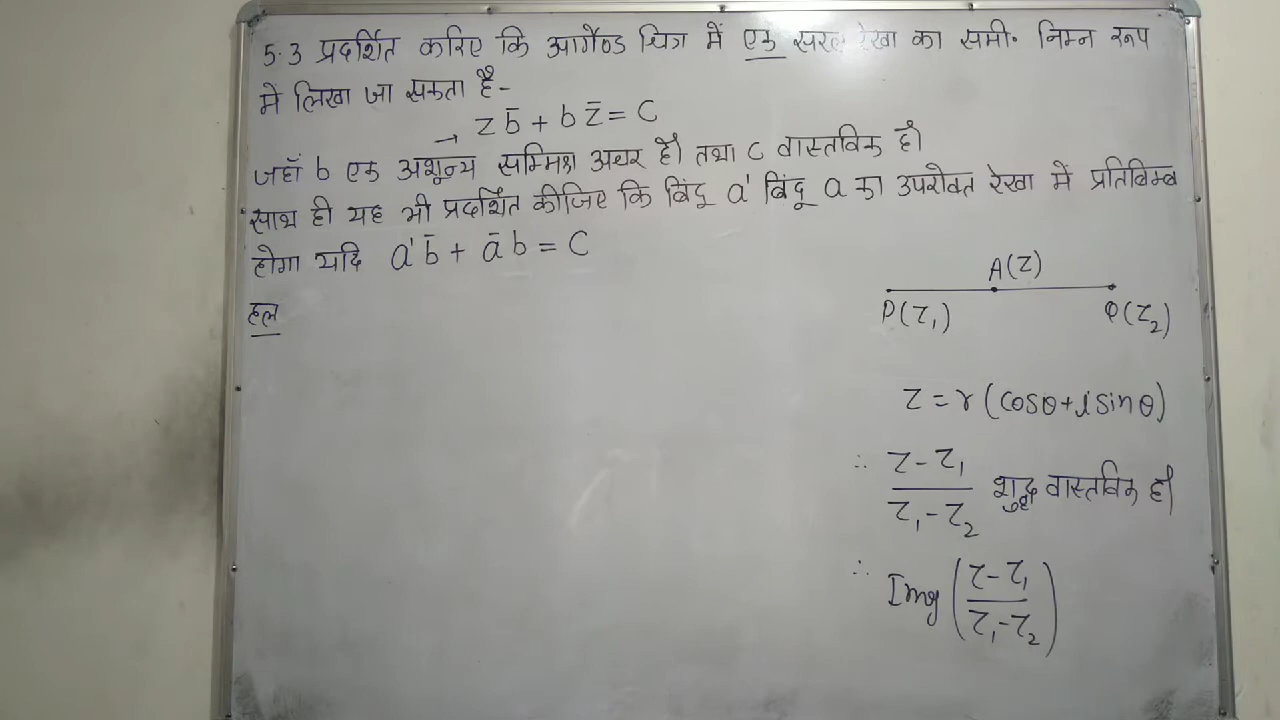 5.3 प्रदर्शित करिए कि आर्गेण्ड चित्र में एक सरल रेखा का समी. निम्न रूप
में लिखा जा सकता है-
→ z b̄ + b z̄ = C
जहाँ b एक अशून्य सम्मिश्र अचर है। तथा C वास्तविक है।
साथ ही यह भी प्रदर्शित कीजिए कि बिंदू a' बिंदू a का उपरोक्त रेखा में प्रतिबिम्ब
होगा यदि a' b̄ + ā b = C
हल
A(z)
P(z₁) Q(z₂)
z = r (cosθ + i sinθ)
∴ (z - z₁)/(z₁ - z₂) शुद्ध वास्तविक है।
∴ Img ((z - z₁)/(z₁ - z₂))